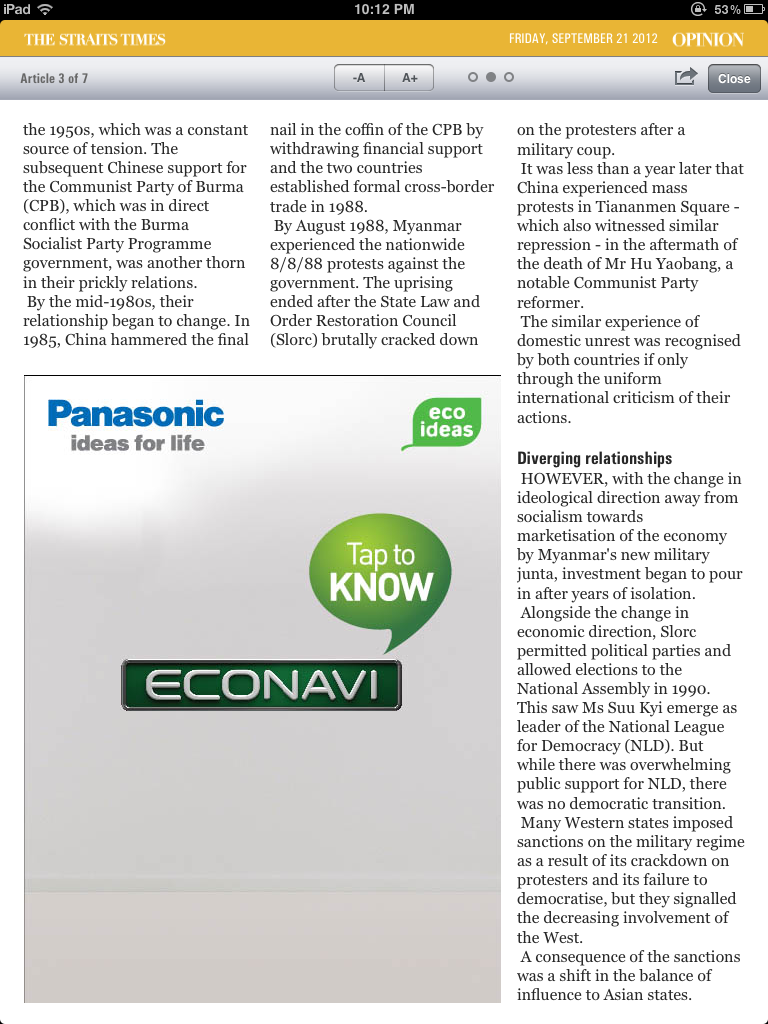 iPad
10:12 PM
53%
THE STRAITS TIMES
FRIDAY, SEPTEMBER 21 2012
OPINION
Article 3 of 7
-A
A+
Close
the 1950s, which was a constant
source of tension. The
subsequent Chinese support for
the Communist Party of Burma
(CPB), which was in direct
conflict with the Burma
Socialist Party Programme
government, was another thorn
in their prickly relations.
By the mid-1980s, their
relationship began to change. In
1985, China hammered the final
nail in the coffin of the CPB by
withdrawing financial support
and the two countries
established formal cross-border
trade in 1988.
By August 1988, Myanmar
experienced the nationwide
8/8/88 protests against the
government. The uprising
ended after the State Law and
Order Restoration Council
(Slorc) brutally cracked down
on the protesters after a
military coup.
It was less than a year later that
China experienced mass
protests in Tiananmen Square -
which also witnessed similar
repression - in the aftermath of
the death of Mr Hu Yaobang, a
notable Communist Party
reformer.
The similar experience of
domestic unrest was recognised
by both countries if only
through the uniform
international criticism of their
actions.
Diverging relationships
HOWEVER, with the change in
ideological direction away from
socialism towards
marketisation of the economy
by Myanmar's new military
junta, investment began to pour
in after years of isolation.
Alongside the change in
economic direction, Slorc
permitted political parties and
allowed elections to the
National Assembly in 1990.
This saw Ms Suu Kyi emerge as
leader of the National League
for Democracy (NLD). But
while there was overwhelming
public support for NLD, there
was no democratic transition.
Many Western states imposed
sanctions on the military regime
as a result of its crackdown on
protesters and its failure to
democratise, but they signalled
the decreasing involvement of
the West.
A consequence of the sanctions
was a shift in the balance of
influence to Asian states.
Panasonic
ideas for life
eco
ideas
Tap to
KNOW
ECONAVI